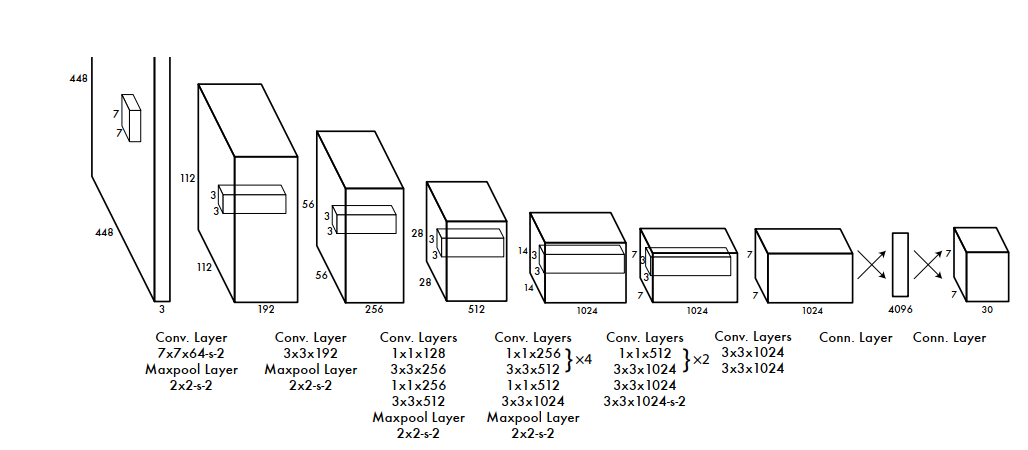 448
7
7
448
3
112
3
3
112
192
56
3
3
56
256
28
3
3
28
512
14
3
3
14
1024
7
3
3
7
1024
7
7
1024
4096
7
7
30
Conv. Layer
7x7x64-s-2
Maxpool Layer
2x2-s-2
Conv. Layer
3x3x192
Maxpool Layer
2x2-s-2
Conv. Layers
1x1x128
3x3x256
1x1x256
3x3x512
Maxpool Layer
2x2-s-2
Conv. Layers
1x1x256
3x3x512
}×4
1x1x512
3x3x1024
Maxpool Layer
2x2-s-2
Conv. Layers
1x1x512
3x3x1024
}×2
3x3x1024
3x3x1024-s-2
Conv. Layers
3x3x1024
3x3x1024
Conn. Layer
Conn. Layer